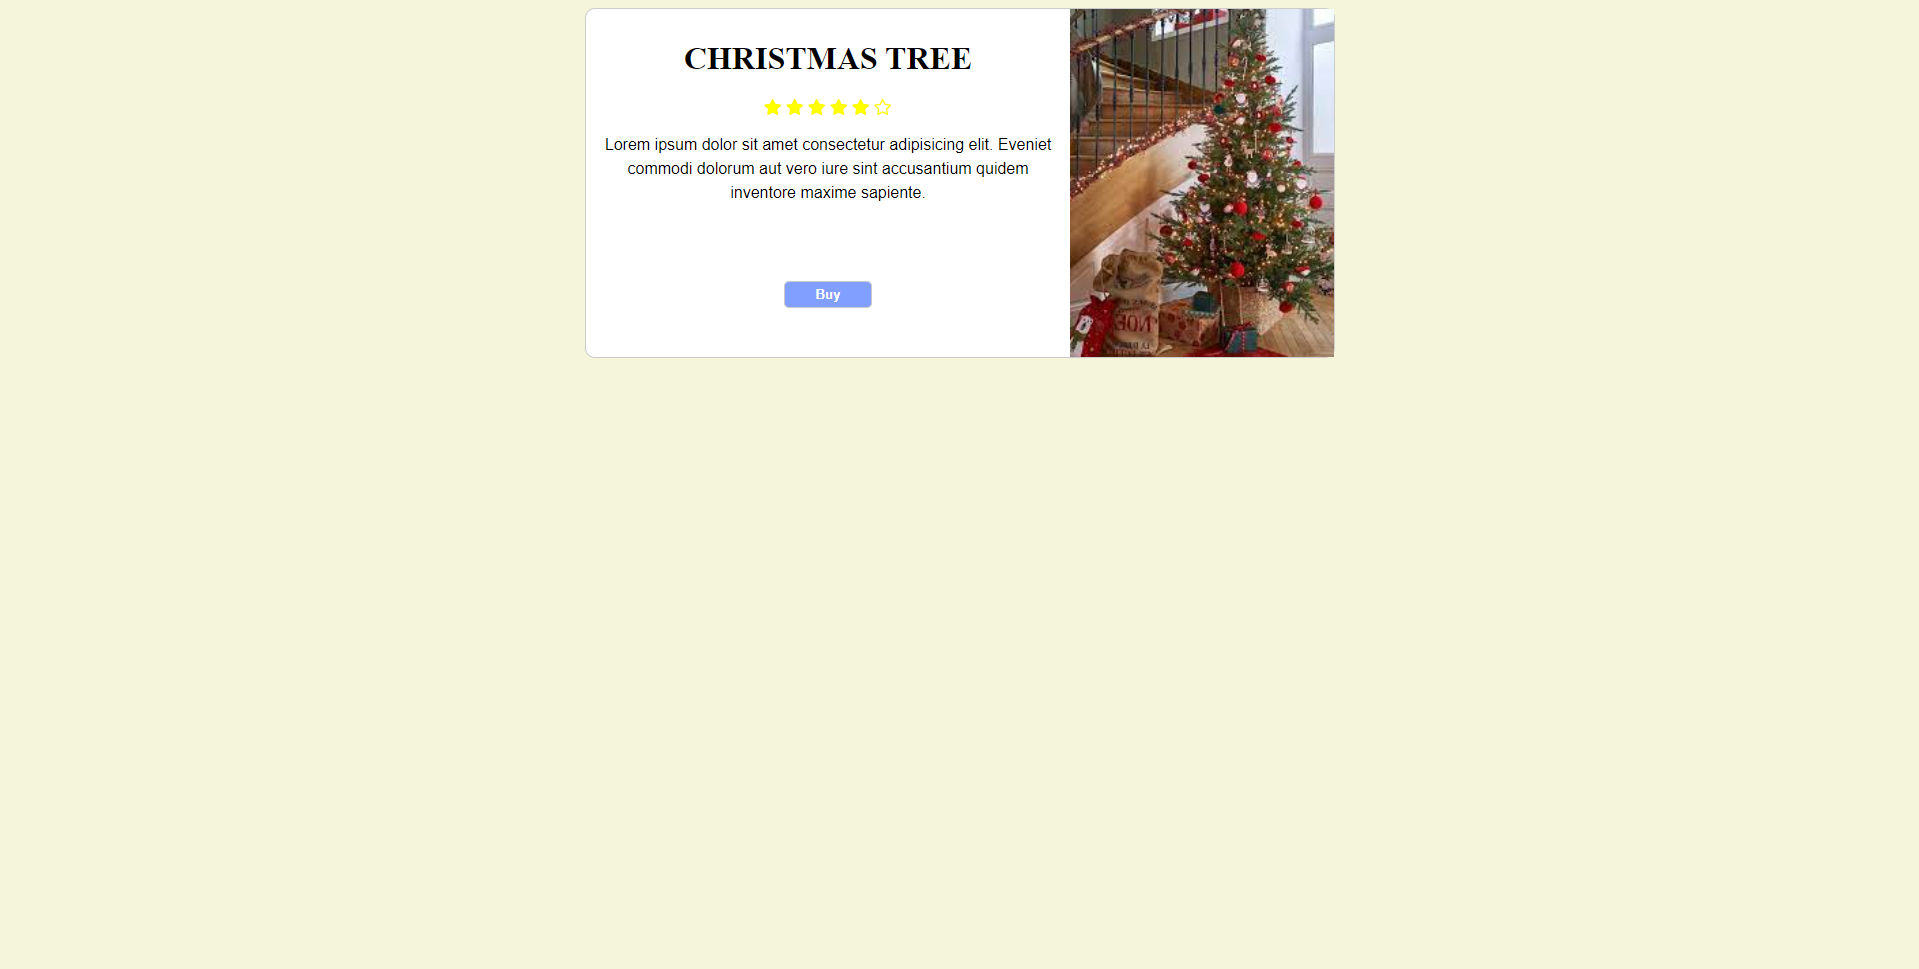 CHRISTMAS TREE
Lorem ipsum dolor sit amet consectetur adipisicing elit. Eveniet
commodi dolorum aut vero iure sint accusantium quidem
inventore maxime sapiente.
Buy
NOEL